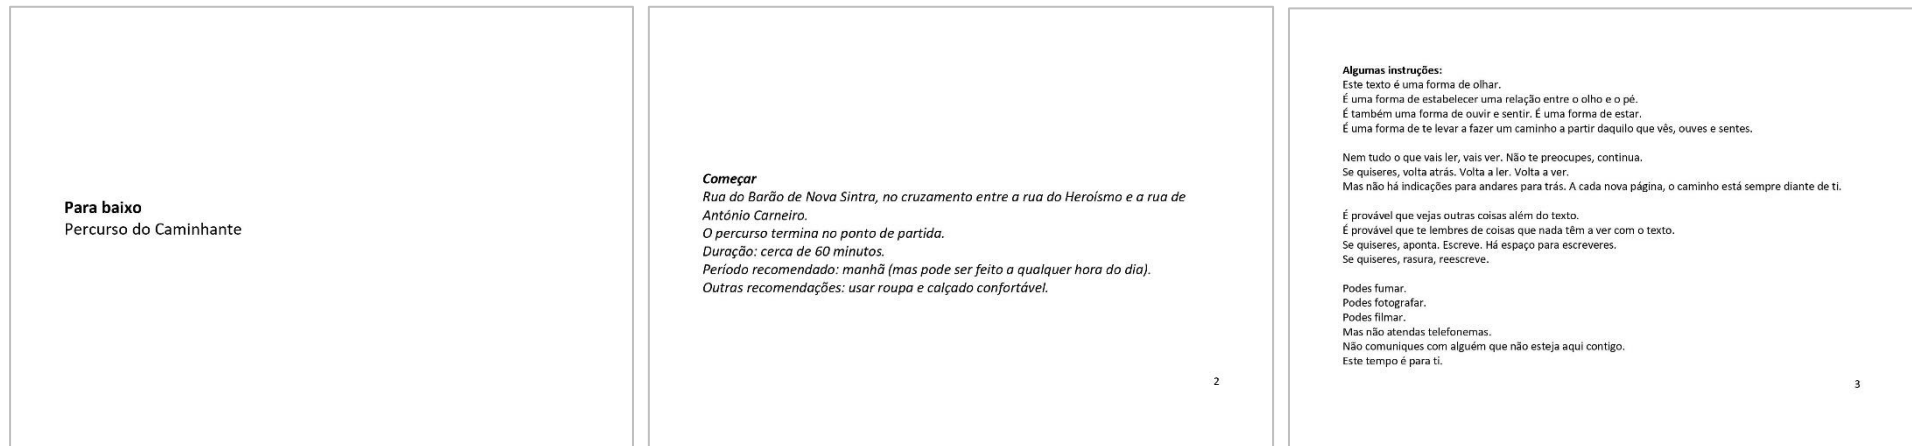 Para baixo
Percurso do Caminhante
Começar
Rua do Barão de Nova Sintra, no cruzamento entre a rua do Heroísmo e a rua de
António Carneiro.
O percurso termina no ponto de partida.
Duração: cerca de 60 minutos.
Período recomendado: manhã (mas pode ser feito a qualquer hora do dia).
Outras recomendações: usar roupa e calçado confortável.
2
Algumas instruções:
Este texto é uma forma de olhar.
É uma forma de estabelecer uma relação entre o olho e o pé.
É também uma forma de ouvir e sentir. É uma forma de estar.
É uma forma de te levar a fazer um caminho a partir daquilo que vês, ouves e sentes.
Nem tudo o que vais ler, vais ver. Não te preocupes, continua.
Se quiseres, volta atrás. Volta a ler. Volta a ver.
Mas não há indicações para andares para trás. A cada nova página, o caminho está sempre diante de ti.
É provável que vejas outras coisas além do texto.
É provável que te lembres de coisas que nada têm a ver com o texto.
Se quiseres, aponta. Escreve. Há espaço para escreveres.
Se quiseres, rasura, reescreve.
Podes fumar.
Podes fotografar.
Podes filmar.
Mas não atendas telefonemas.
Não comuniques com alguém que não esteja aqui contigo.
Este tempo é para ti.
3